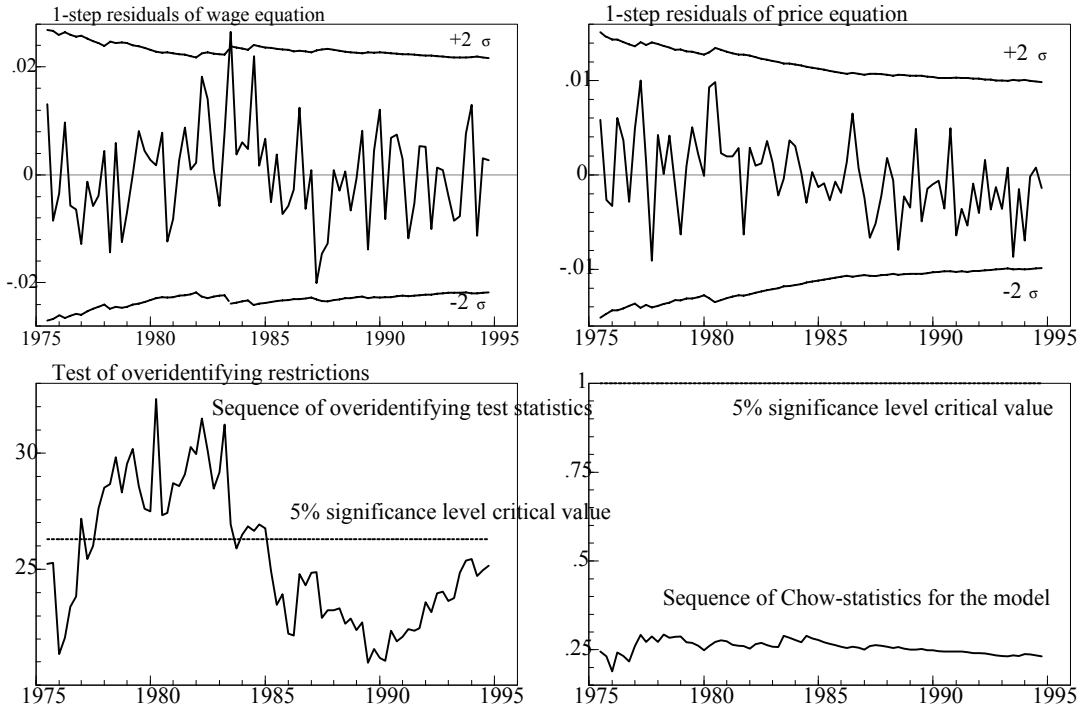 1-step residuals of wage equation
+2 σ
.02
0
-.02
-2 σ
1975 1980 1985 1990 1995
1-step residuals of price equation
+2 σ
.01
0
-.01
-2 σ
1975 1980 1985 1990 1995
Test of overidentifying restrictions
Sequence of overidentifying test statistics
30
5% significance level critical value
25
1975 1980 1985 1990 1995
1
5% significance level critical value
.75
.5
Sequence of Chow-statistics for the model
.25
1975 1980 1985 1990 1995